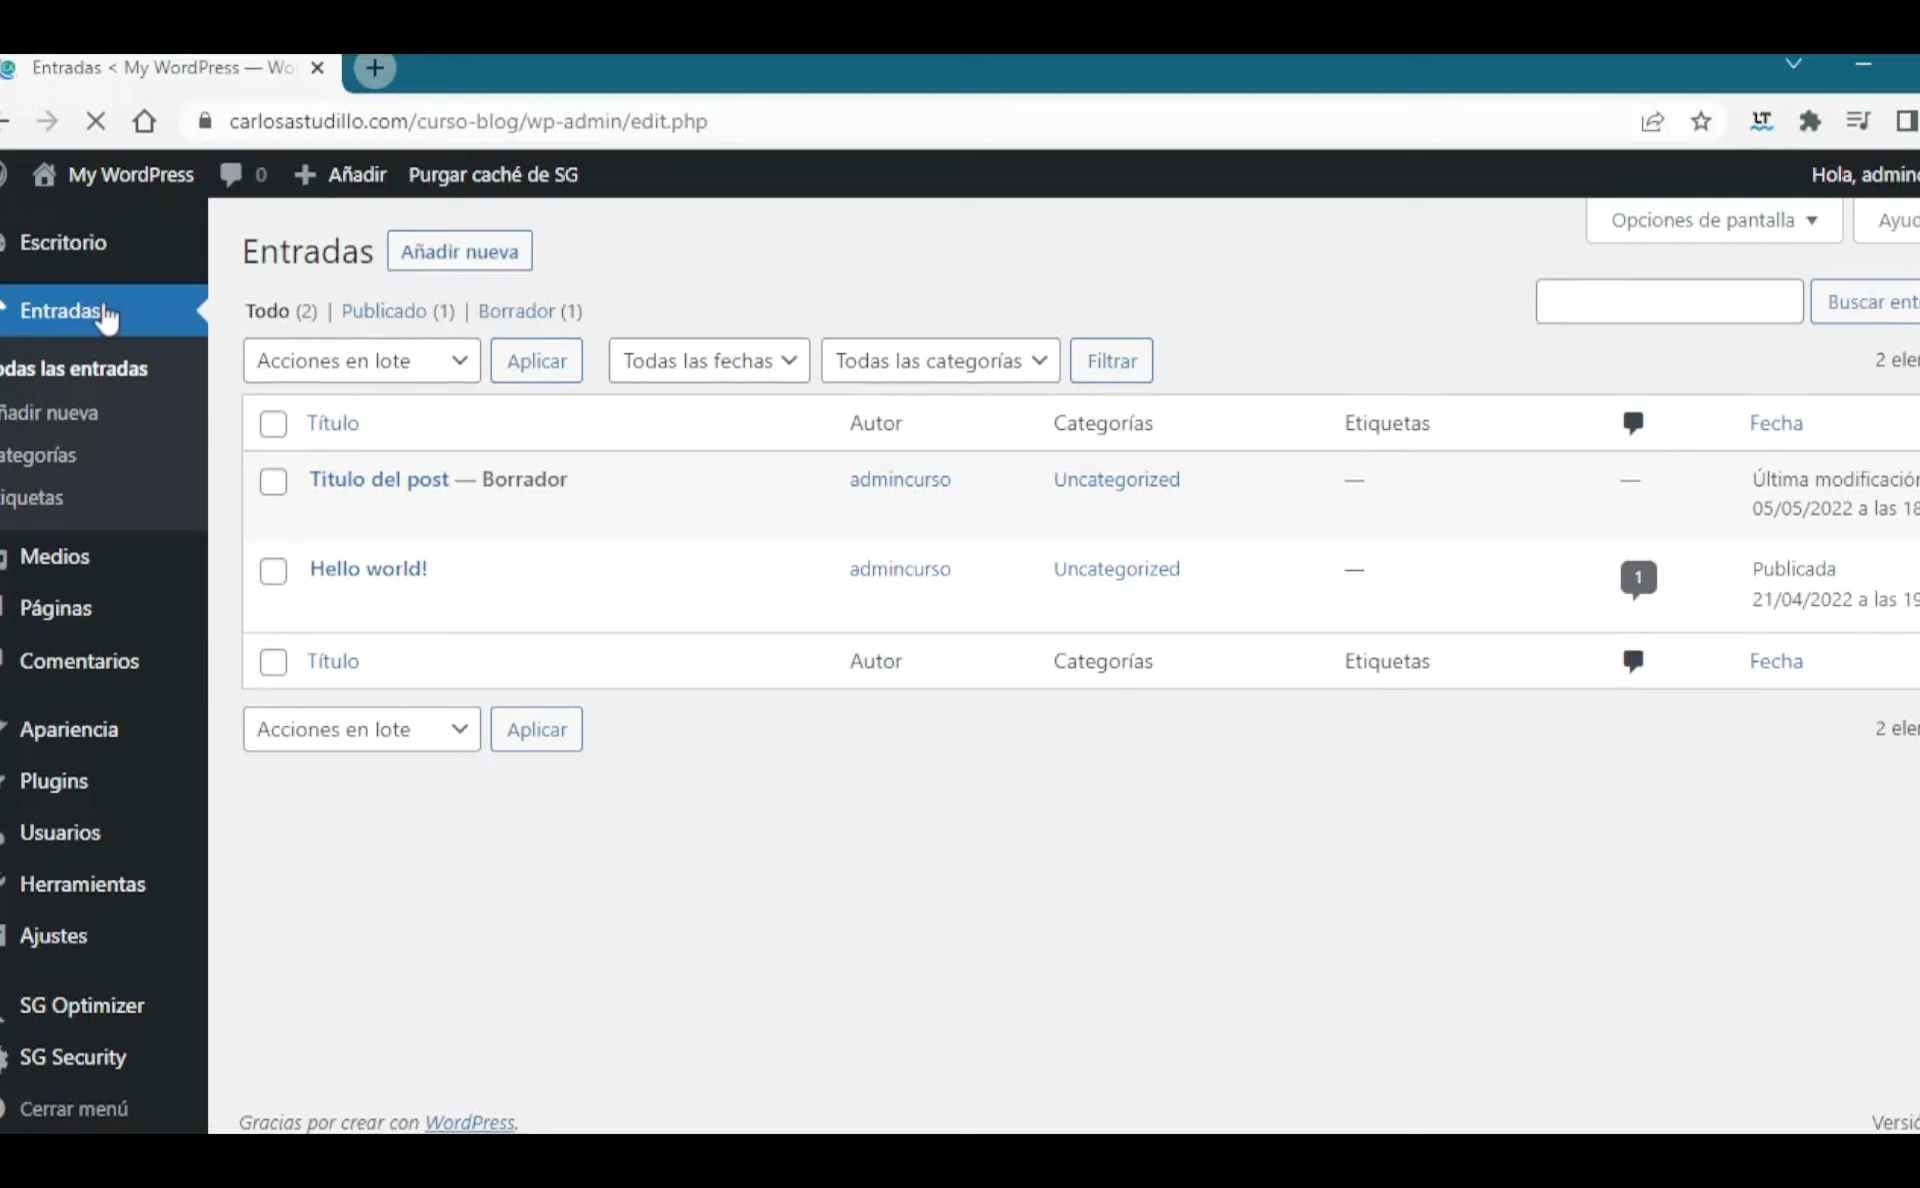 Entradas < My WordPress — Wo
carlosastudillo.com/curso-blog/wp-admin/edit.php
My WordPress 0 Añadir Purgar caché de SG Hola, admin
Opciones de pantalla ▼ Ayu
Escritorio
Entradas Añadir nueva
Entradas
Todo (2) | Publicado (1) | Borrador (1)
Buscar ent
odas las entradas
Acciones en lote Aplicar Todas las fechas Todas las categorías Filtrar 2 ele
ñadir nueva
Título Autor Categorías Etiquetas Fecha
ategorías
Titulo del post — Borrador admincurso Uncategorized — — Última modificación
05/05/2022 a las 18
iquetas
Medios
Hello world! admincurso Uncategorized — 1 Publicada
21/04/2022 a las 19
Páginas
Comentarios
Título Autor Categorías Etiquetas Fecha
Apariencia
Acciones en lote Aplicar 2 ele
Plugins
Usuarios
Herramientas
Ajustes
SG Optimizer
SG Security
Cerrar menú
Gracias por crear con WordPress. Versi